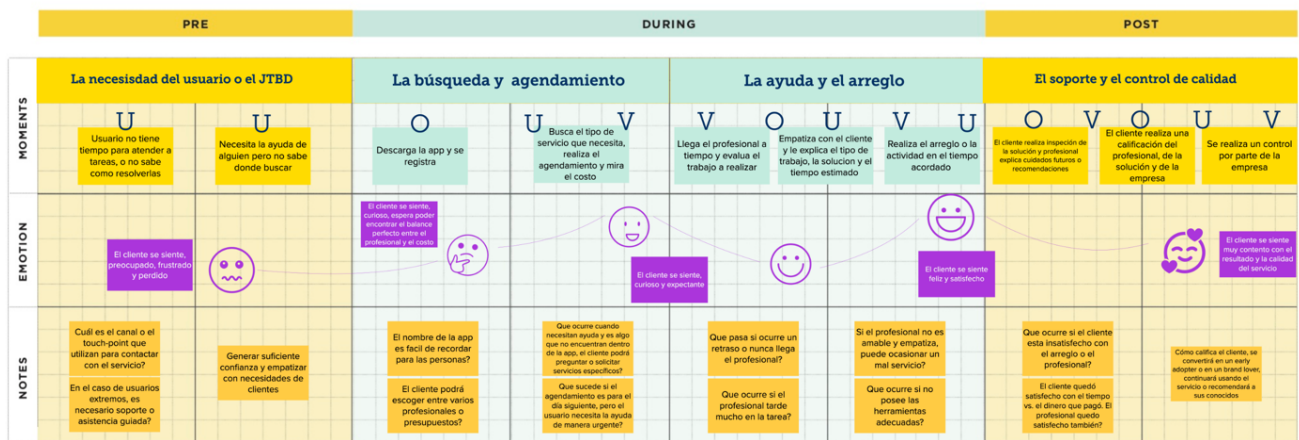 PRE
DURING
POST
MOMENTS
La necesisdad del usuario o el JTBD
La búsqueda y agendamiento
La ayuda y el arreglo
El soporte y el control de calidad
U
U
O
U
V
V
O
U
V
U
O
V
O
U
V
Usuario no tiene
tiempo para atender a
tareas, o no sabe
como resolverlas
Necesita la ayuda de
alguien pero no sabe
donde buscar
Descarga la app y se
registra
Busca el tipo de
servicio que necesita,
realiza el
agendamiento y mira
el costo
Llega el profesional a
tiempo y evalua el
trabajo a realizar
Empatiza con el cliente
y le explica el tipo de
trabajo, la solucion y el
tiempo estimado
Realiza el arreglo o la
actividad en el tiempo
acordado
El cliente realiza inspección de
la solución y profesional
explica cuidados futuros o
recomendaciones
El cliente realiza una
calificación del
profesional, de la
solución y de la
empresa
Se realiza un control
por parte de la
empresa
EMOTION
El cliente se siente,
preocupado, frustrado
y perdido
El cliente se siente,
curioso, espera poder
encontrar el balance
perfecto entre el
profesional y el costo
El cliente se siente,
curioso y expectante
El cliente se siente
feliz y satisfecho
El cliente se siente
muy contento con el
resultado y la calidad
del servicio
NOTES
Cuál es el canal o el
touch-point que
utilizan para contactar
con el servicio?
En el caso de usuarios
extremos, es
necesario soporte o
asistencia guiada?
Generar suficiente
confianza y empatizar
con necesidades de
clientes
El nombre de la app
es facil de recordar
para las personas?
El cliente podrá
escoger entre varios
profesionales o
presupuestos?
Que ocurre cuando
necesitan ayuda y es algo
que no encuentran dentro
de la app, el cliente podrá
preguntar o solicitar
servicios específicos?
Que sucede si el
agendamiento es para el
día siguiente, pero el
usuario necesita la ayuda
de manera urgente?
Que pasa si ocurre un
retraso o nunca llega
el profesional?
Que ocurre si el
profesional tarde
mucho en la tarea?
Si el profesional no es
amable y empatiza,
puede ocasionar un
mal servicio?
Que ocurre si no
posee las
herramientas
adecuadas?
Que ocurre si el cliente
esta insatisfecho con
el arreglo o el
profesional?
El cliente quedó
satisfecho con el tiempo
vs. el dinero que pagó. El
profesional quedo
satisfecho también?
Cómo califica el cliente, se
convertirá en un early
adopter o en un brand lover,
continuará usando el
servicio o recomendará a
sus conocidos